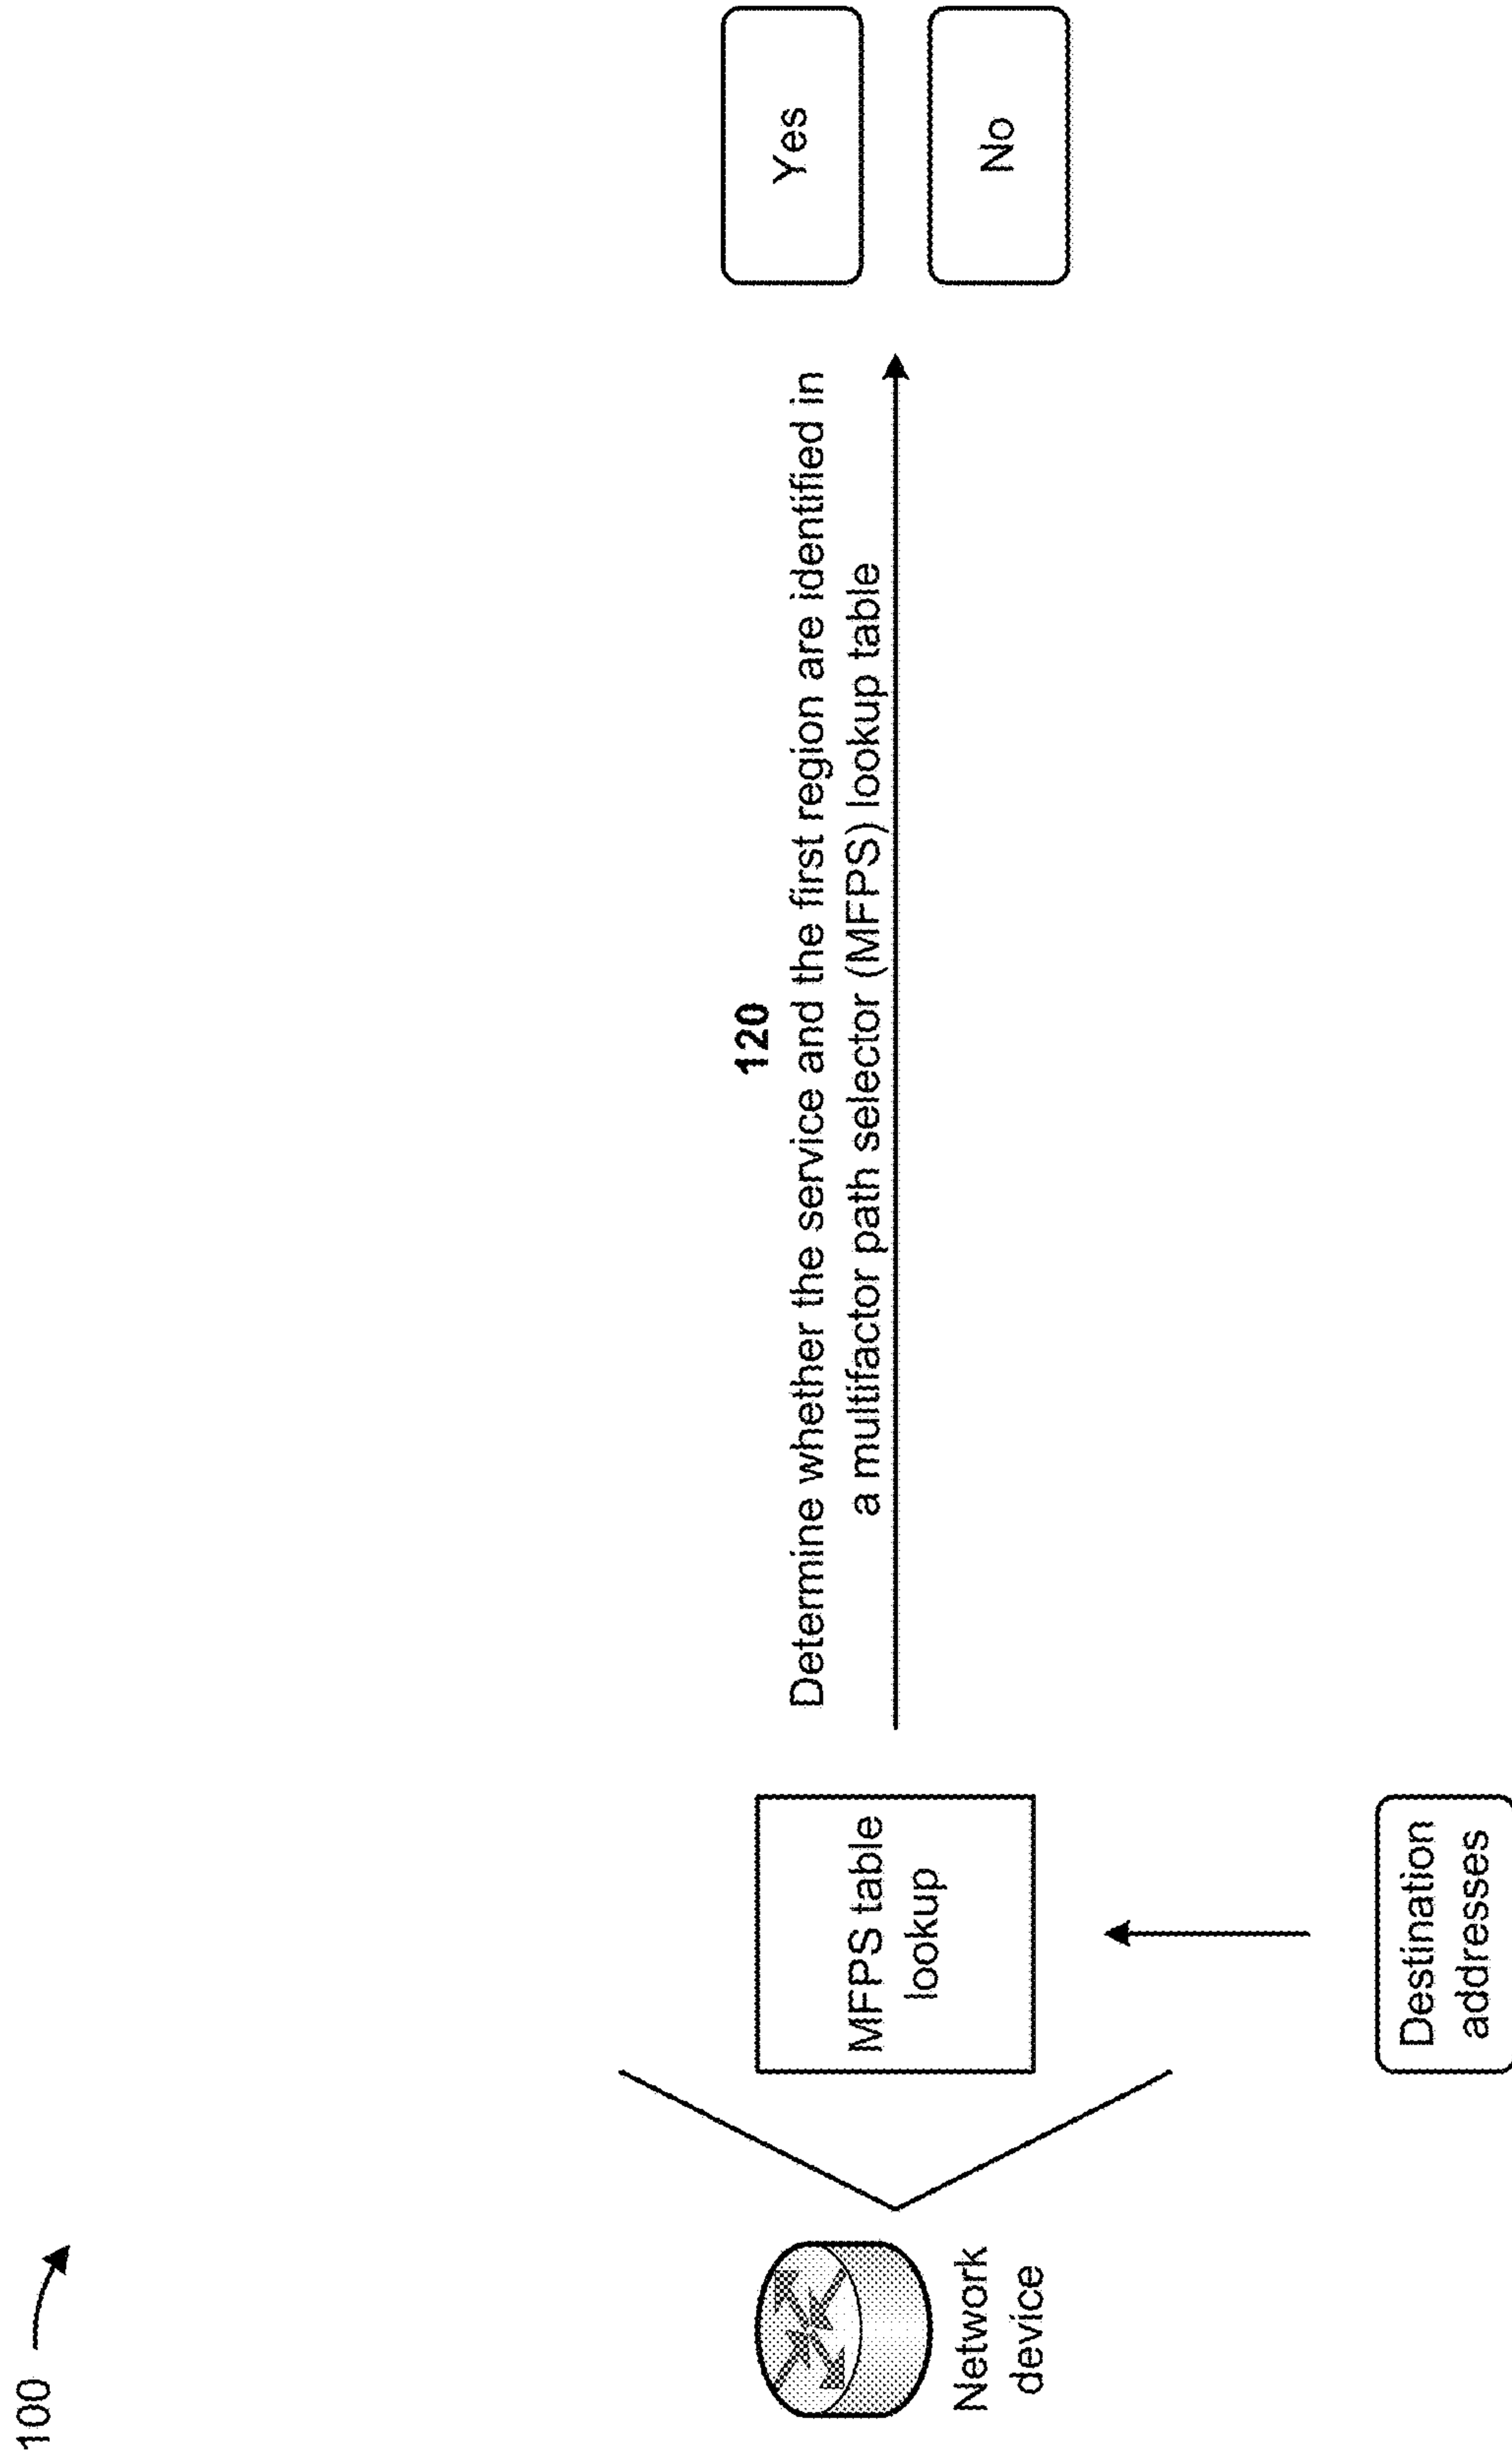 100
120
Determine whether the service and the first region are identified in
a multifactor path selector (MFPS) lookup table
Network
device
MFPS table
lookup
Yes
No
Destination
addresses